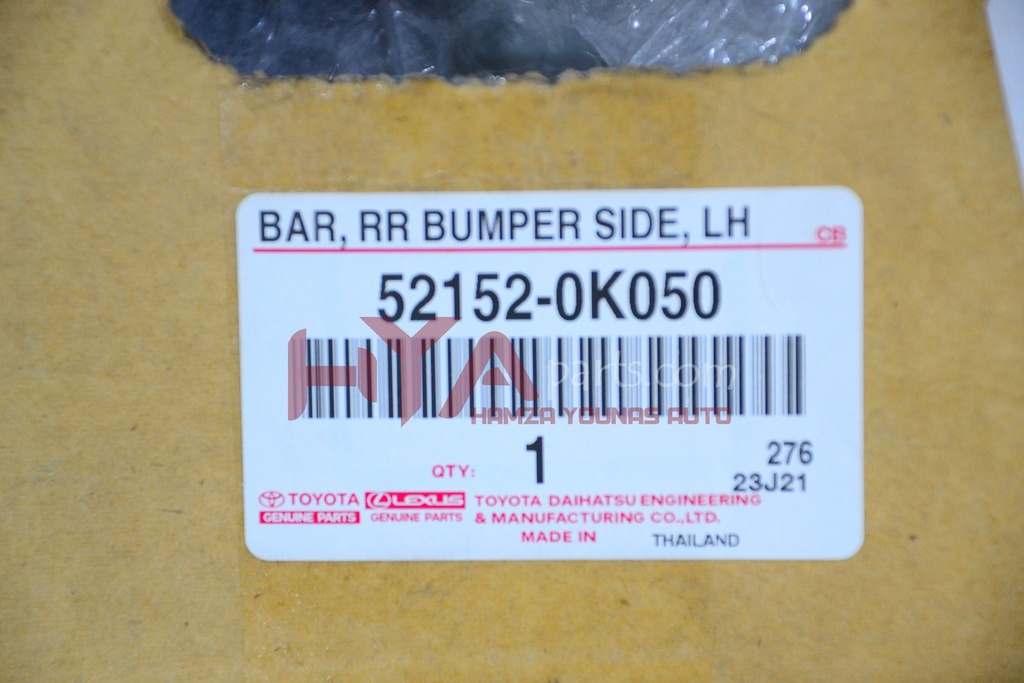 BAR, RR BUMPER SIDE, LH
CB
52152-0K050
HYA parts.com
HAMZA YOUNAS AUTO
QTY: 1
276
23J21
TOYOTA
GENUINE PARTS
LEXUS
GENUINE PARTS
TOYOTA DAIHATSU ENGINEERING
& MANUFACTURING CO.,LTD.
MADE IN THAILAND